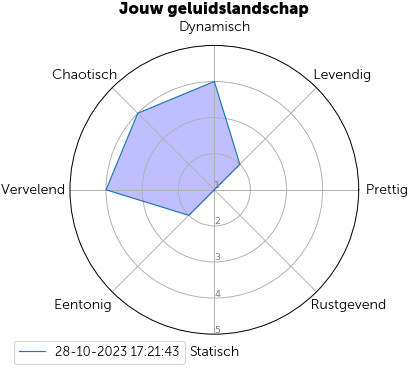 Jouw geluidslandschap
Dynamisch
Chaotisch
Levendig
Vervelend
Prettig
1
2
3
4
5
Eentonig
Rustgevend
Statisch
28-10-2023 17:21:43